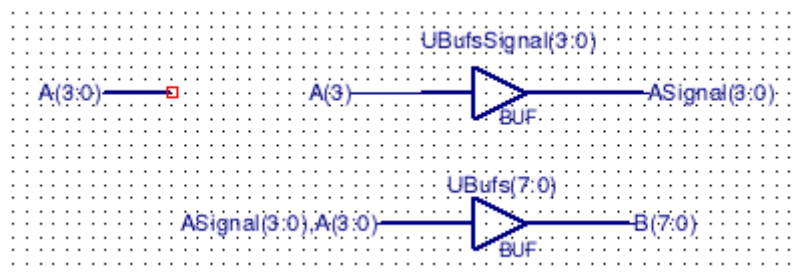 UBufsSignal(3:0)
A(3:0) A(3) ASignal(3:0)
BUF
UBufs(7:0)
ASignal(3:0),A(3:0) B(7:0)
BUF